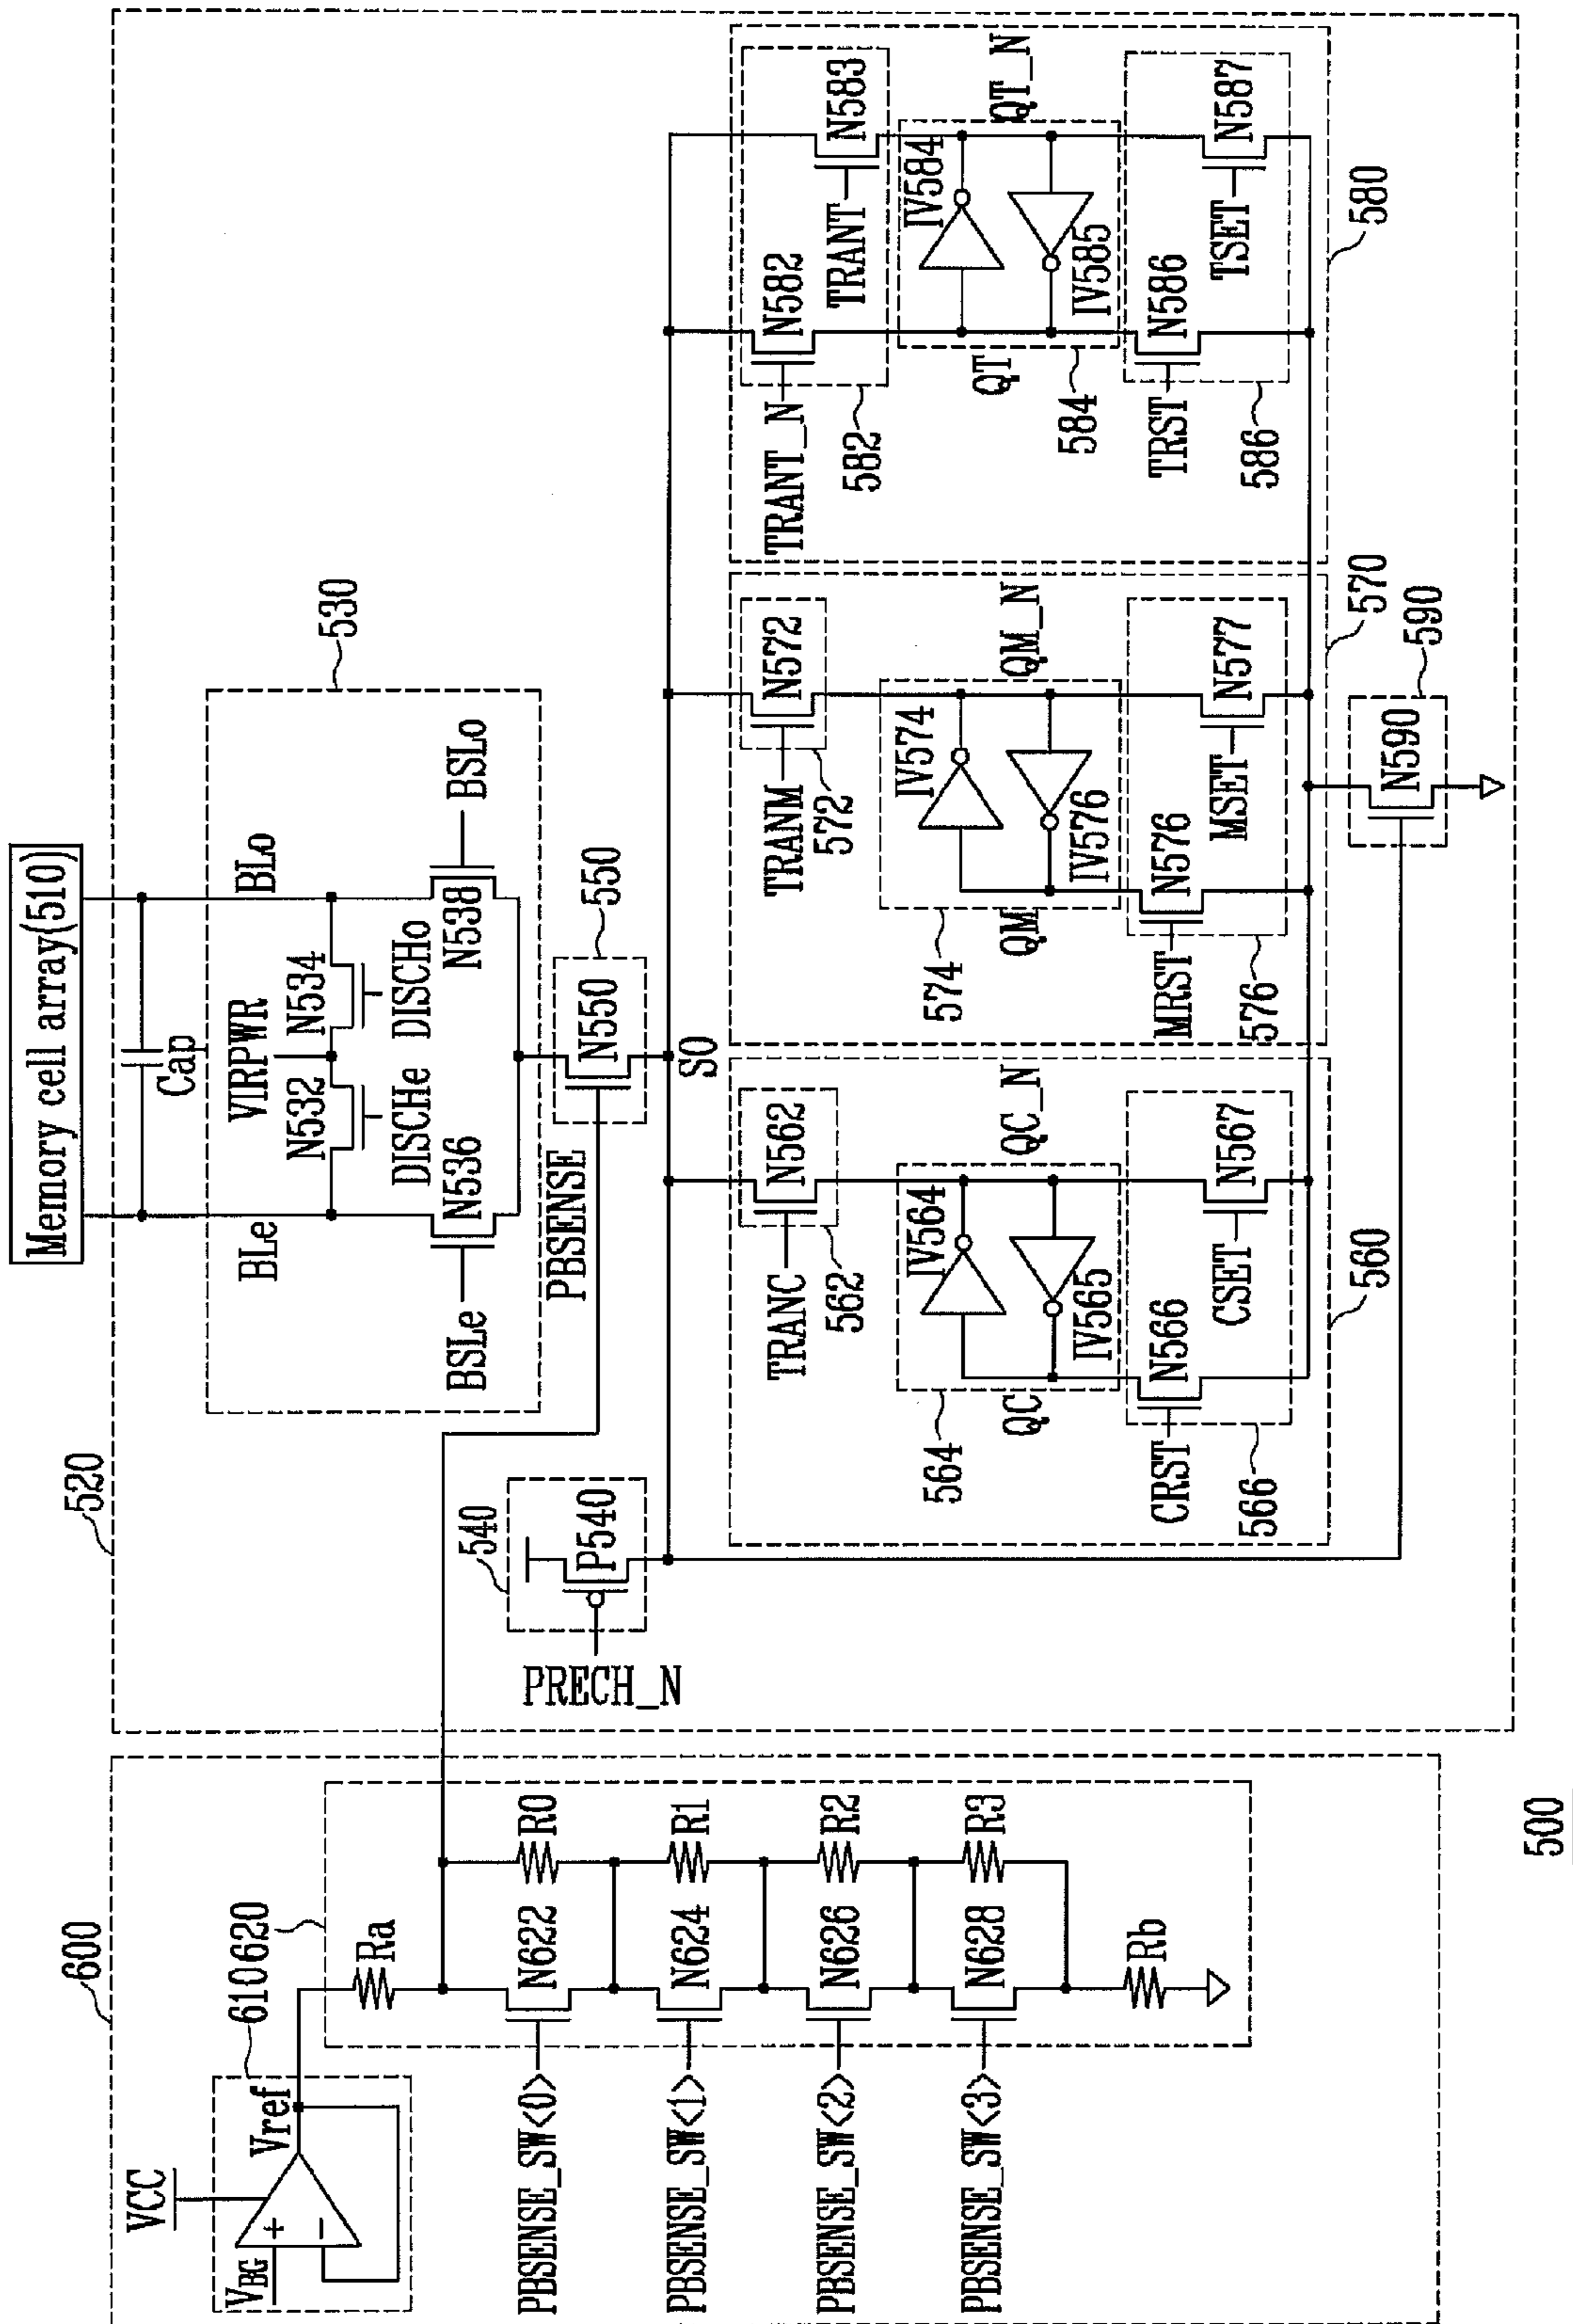 600
VCC
VBG
+
−
Vref
610
620
Ra
R0
R1
R2
R3
Rb
N622
N624
N626
N628
PBSENSE_SW<0>
PBSENSE_SW<1>
PBSENSE_SW<2>
PBSENSE_SW<3>
520
Memory cell array(510)
Cap
530
BLe
BLo
VIRPWR
N532
N534
DISCHe
DISCHo
N536
N538
BSLe
BSLo
PBSENSE
N550
550
540
P540
PRECH_N
SO
TRANC
N562
562
IV564
QC_N
IV565
QC
564
N566
N567
CRST
CSET
566
560
TRANM
N572
572
IV574
QM_N
IV576
QM
574
N576
N577
MRST
MSET
576
570
TRANT_N
N582
N583
TRANT
582
IV584
QT_N
IV585
QT
584
N586
N587
TRST
TSET
586
580
N590
590
500